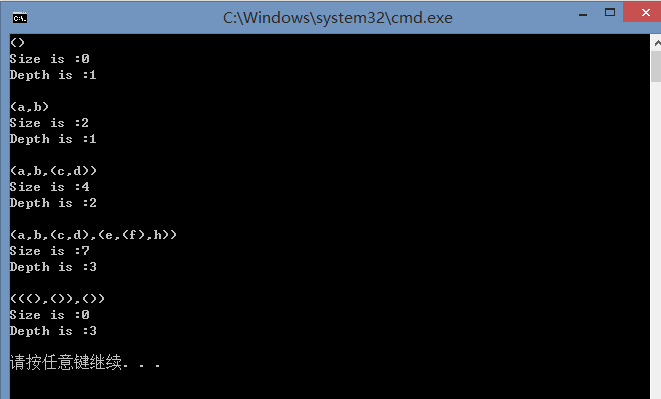 C:\Windows\system32\cmd.exe
()
Size is :0
Depth is :1
(a,b)
Size is :2
Depth is :1
(a,b,(c,d))
Size is :4
Depth is :2
(a,b,(c,d),(e,(f),h))
Size is :7
Depth is :3
(((),()),())
Size is :0
Depth is :3
请按任意键继续. . .